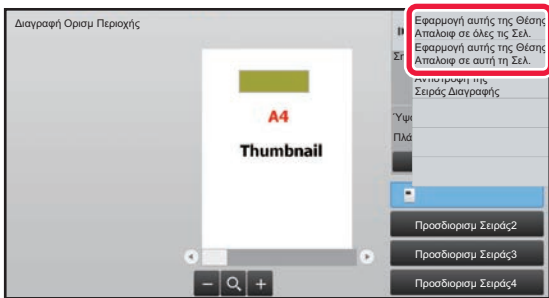 Διαγραφή Ορισμ Περιοχής
Εφαρμογή αυτής της Θέσης
Απαλοιφ σε όλες τις Σελ.
Εφαρμογή αυτής της Θέσης
Απαλοιφ σε αυτή τη Σελ.
Αντιστροφή της
Σειράς Διαγραφής
A4
Thumbnail
Προσδιορισμ Σειράς2
Προσδιορισμ Σειράς3
Προσδιορισμ Σειράς4